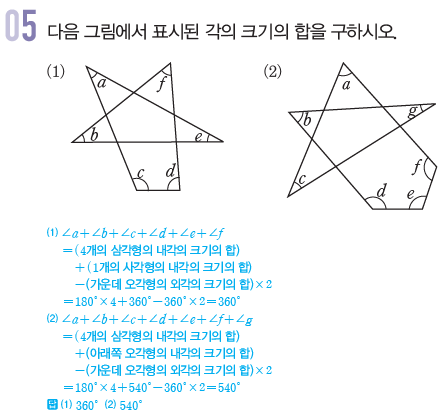 05 다음 그림에서 표시된 각의 크기의 합을 구하시오.
(1) (2)
a f b e c d
a g b f c d e
(1) ∠a+∠b+∠c+∠d+∠e+∠f
=(4개의 삼각형의 내각의 크기의 합)
+(1개의 사각형의 내각의 크기의 합)
-(가운데 오각형의 외각의 크기의 합)×2
=180°×4+360°-360°×2=360°
(2) ∠a+∠b+∠c+∠d+∠e+∠f+∠g
=(4개의 삼각형의 내각의 크기의 합)
+(아래쪽 오각형의 내각의 크기의 합)
-(가운데 오각형의 외각의 크기의 합)×2
=180°×4+540°-360°×2=540°
답 (1) 360° (2) 540°